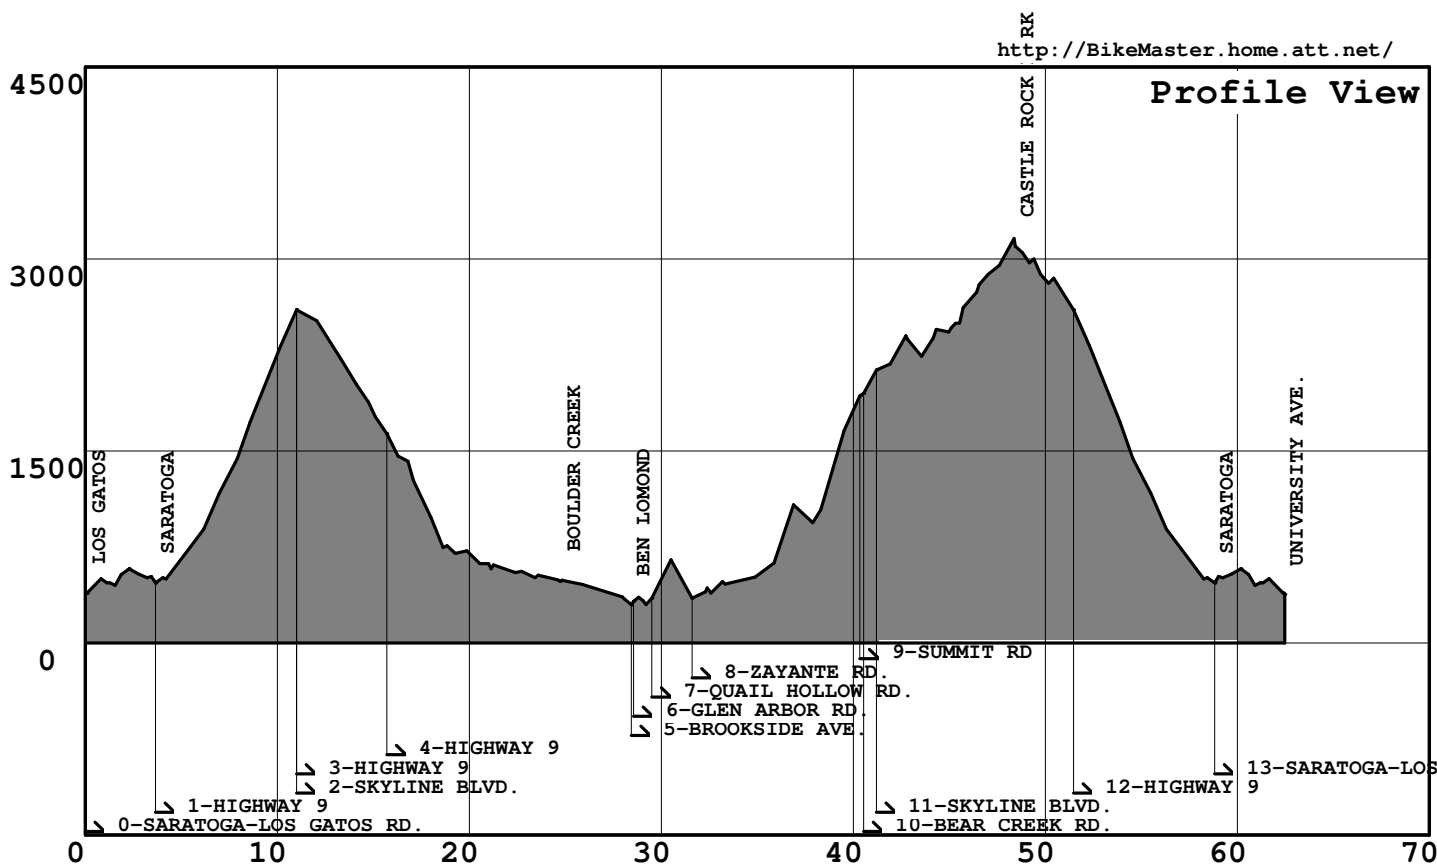 http://BikeMaster.home.att.net/
Profile View
4500
3000
1500
0
LOS GATOS
SARATOGA
BOULDER CREEK
BEN LOMOND
CASTLE ROCK RK
SARATOGA
UNIVERSITY AVE.
9-SUMMIT RD
8-ZAYANTE RD.
7-QUAIL HOLLOW RD.
6-GLEN ARBOR RD.
5-BROOKSIDE AVE.
4-HIGHWAY 9
3-HIGHWAY 9
13-SARATOGA-LOS
2-SKYLINE BLVD.
12-HIGHWAY 9
1-HIGHWAY 9
11-SKYLINE BLVD.
0-SARATOGA-LOS GATOS RD.
10-BEAR CREEK RD.
0 10 20 30 40 50 60 70